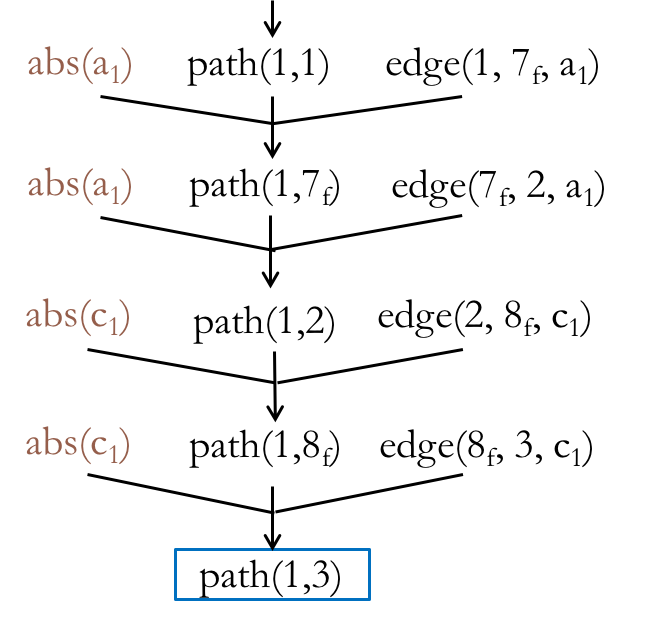 abs(a₁) path(1,1) edge(1, 7f, a₁)
abs(a₁) path(1,7f) edge(7f, 2, a₁)
abs(c₁) path(1,2) edge(2, 8f, c₁)
abs(c₁) path(1,8f) edge(8f, 3, c₁)
path(1,3)